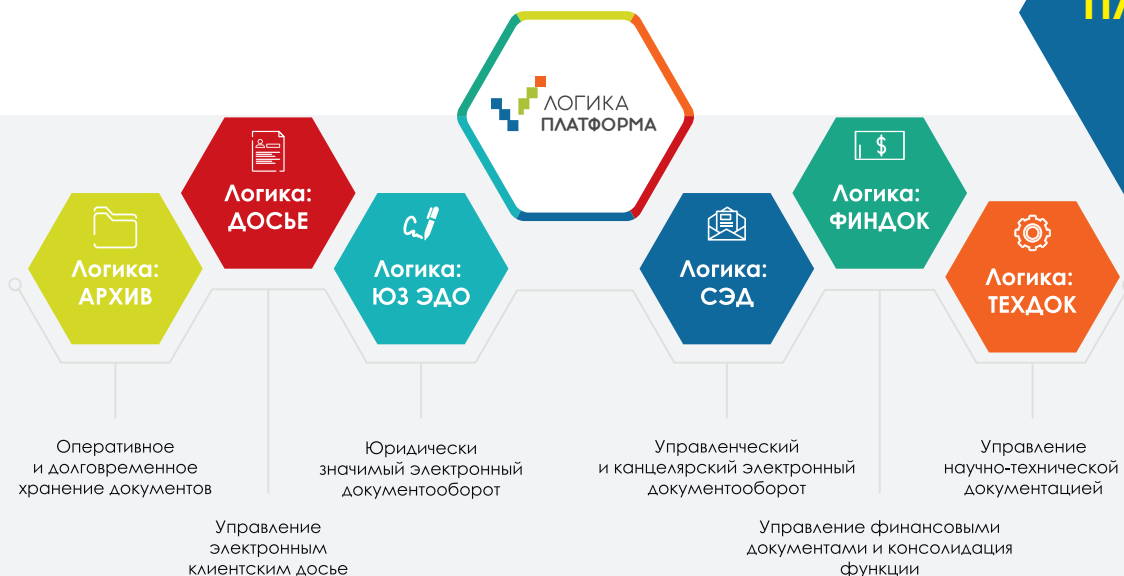 ЛОГИКА
ПЛАТФОРМА
Логика:
АРХИВ
Логика:
ДОСЬЕ
Логика:
ЮЗ ЭДО
Логика:
СЭД
$
Логика:
ФИНДОК
Логика:
ТЕХДОК
Оперативное
и долговременное
хранение документов
Управление
электронным
клиентским досье
Юридически
значимый электронный
документооборот
Управленческий
и канцелярский электронный
документооборот
Управление финансовыми
документами и консолидация
функции
Управление
научно-технической
документацией